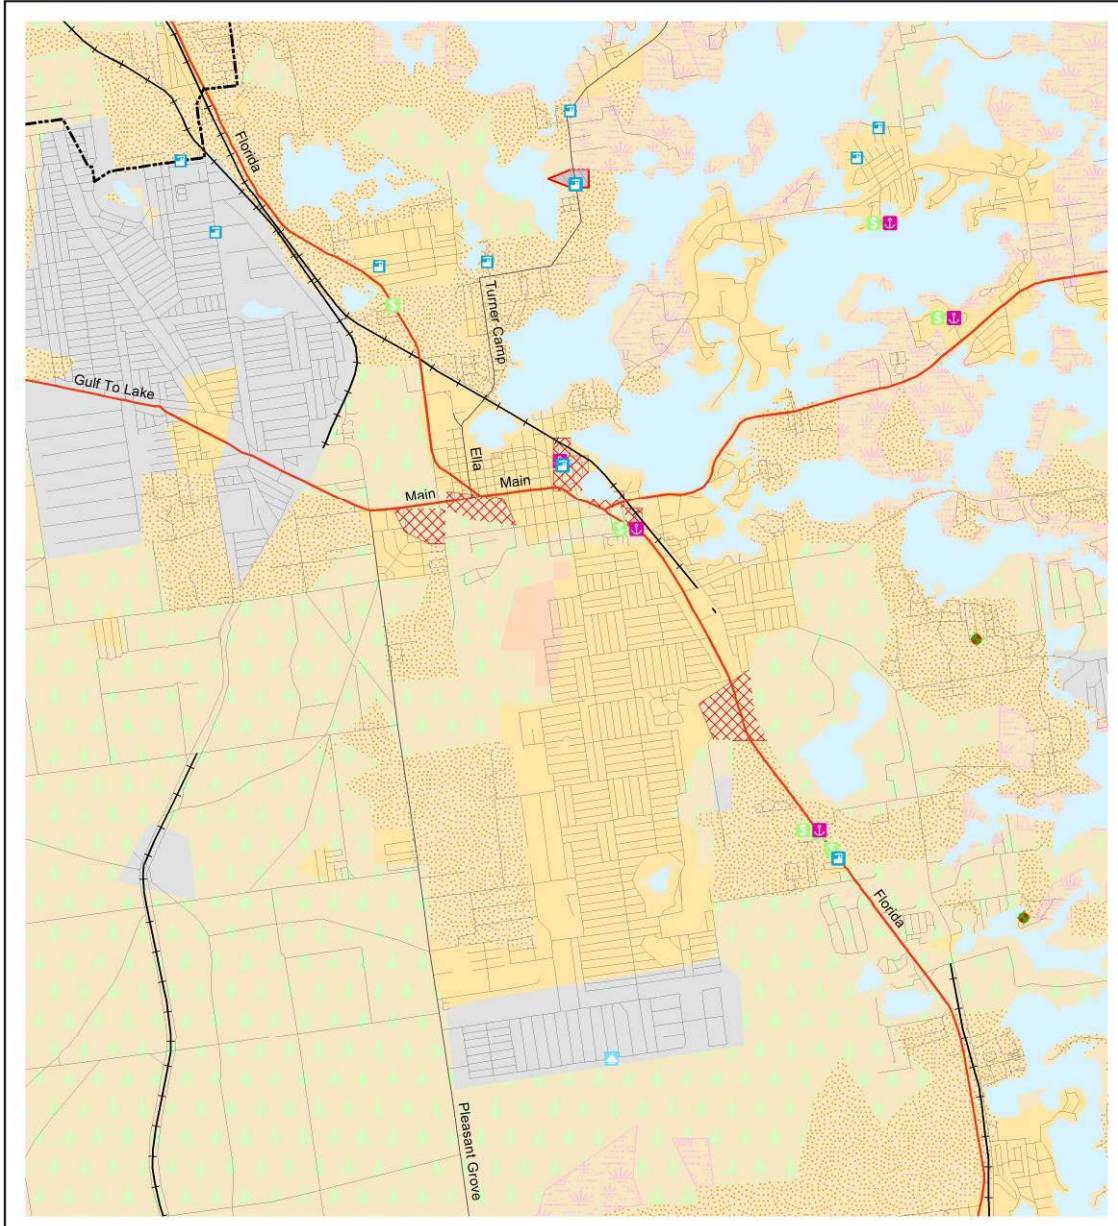 Florida
Turner Camp
Gulf To Lake
Ella
Main
Main
Florida
Pleasant Grove